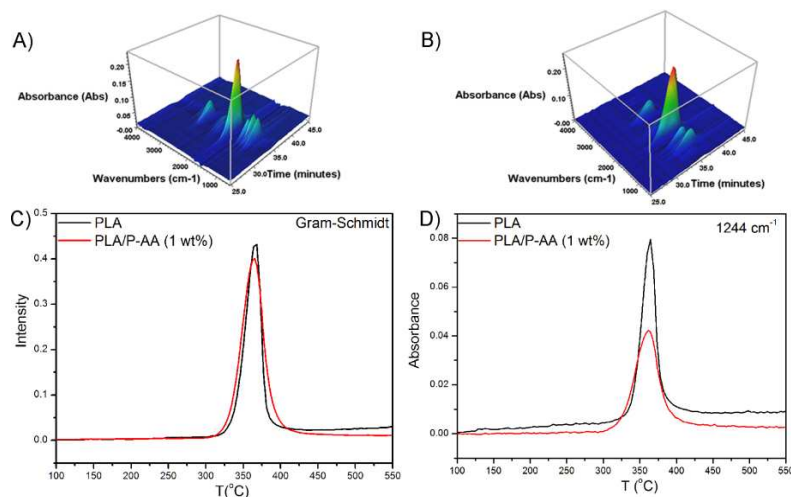 A)
0.20
0.15
Absorbance (Abs)
0.10
0.05
-0.00
4000
3000
2000
1000
Wavenumbers (cm-1)
25.0
30.0
35.0
40.0
45.0
Time (minutes)
B)
0.20
0.15
Absorbance (Abs)
0.10
0.05
-0.00
4000
3000
2000
1000
Wavenumbers (cm-1)
25.0
30.0
35.0
40.0
45.0
Time (minutes)
C)
PLA
PLA/P-AA (1 wt%)
Gram-Schmidt
Intensity
0.5
0.4
0.3
0.2
0.1
0.0
100 150 200 250 300 350 400 450 500 550
T(°C)
D)
PLA
PLA/P-AA (1 wt%)
1244 cm⁻¹
Absorbance
0.08
0.06
0.04
0.02
0.00
100 150 200 250 300 350 400 450 500 550
T (°C)